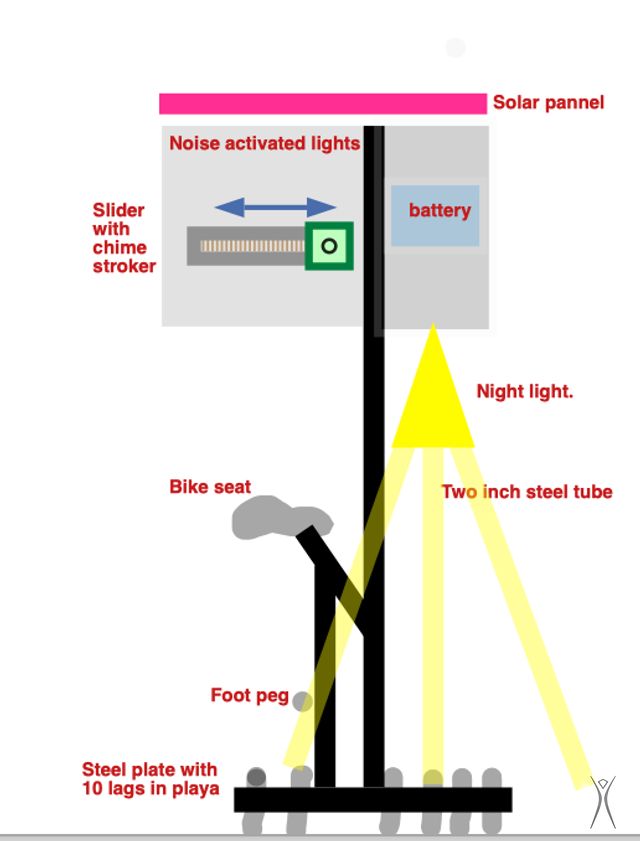 Solar pannel
Noise activated lights
Slider
with
chime
stroker
battery
Night light.
Bike seat
Two inch steel tube
Foot peg
Steel plate with
10 lags in playa